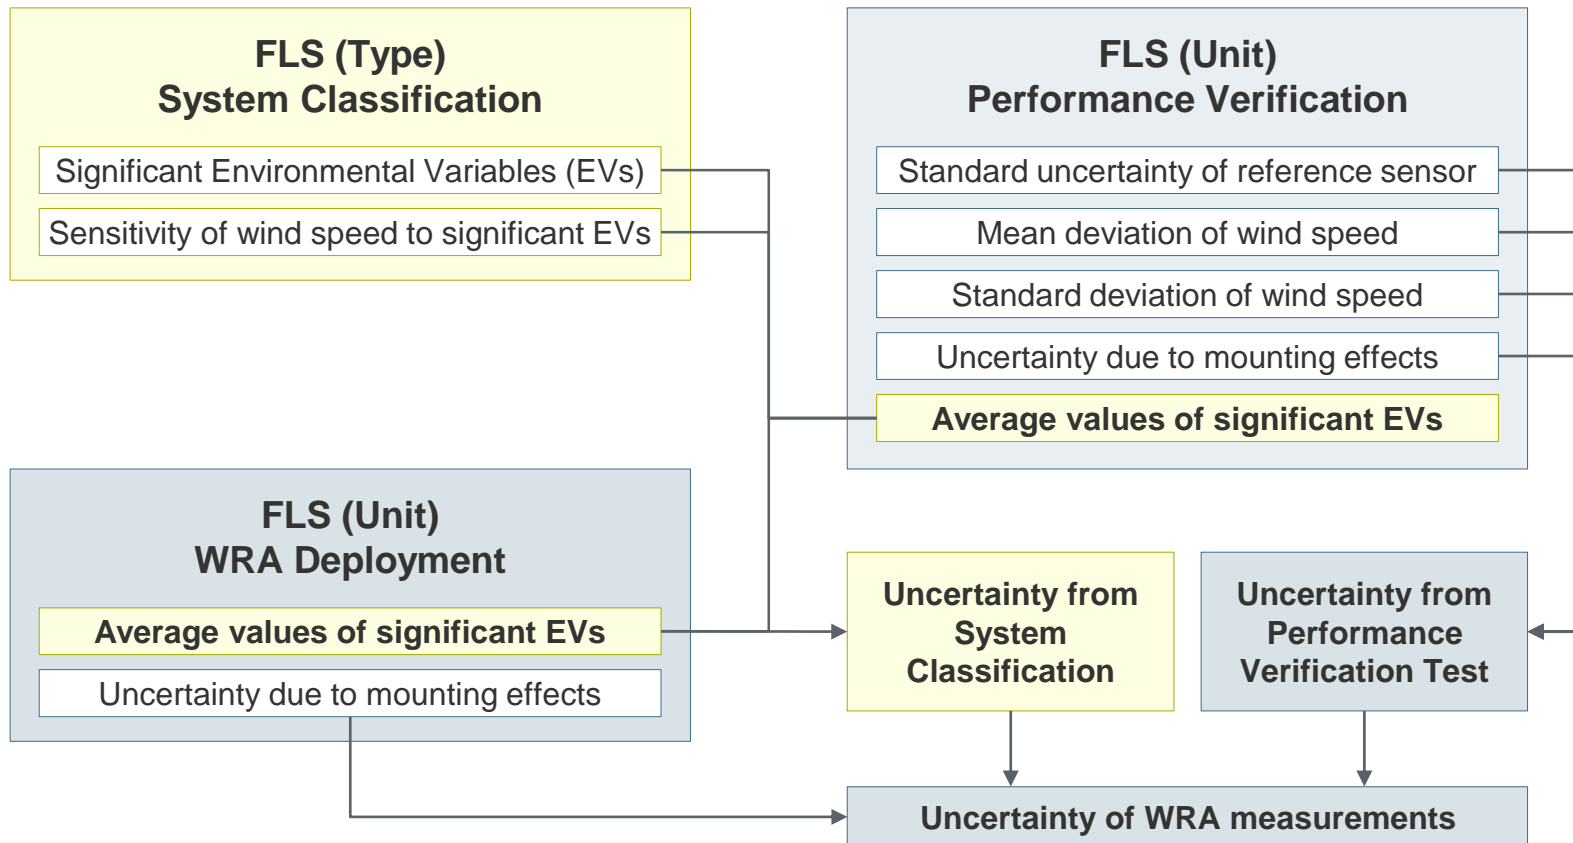 FLS (Type)
System Classification
Significant Environmental Variables (EVs)
Sensitivity of wind speed to significant EVs
FLS (Unit)
Performance Verification
Standard uncertainty of reference sensor
Mean deviation of wind speed
Standard deviation of wind speed
Uncertainty due to mounting effects
Average values of significant EVs
FLS (Unit)
WRA Deployment
Average values of significant EVs
Uncertainty due to mounting effects
Uncertainty from
System
Classification
Uncertainty from
Performance
Verification Test
Uncertainty of WRA measurements